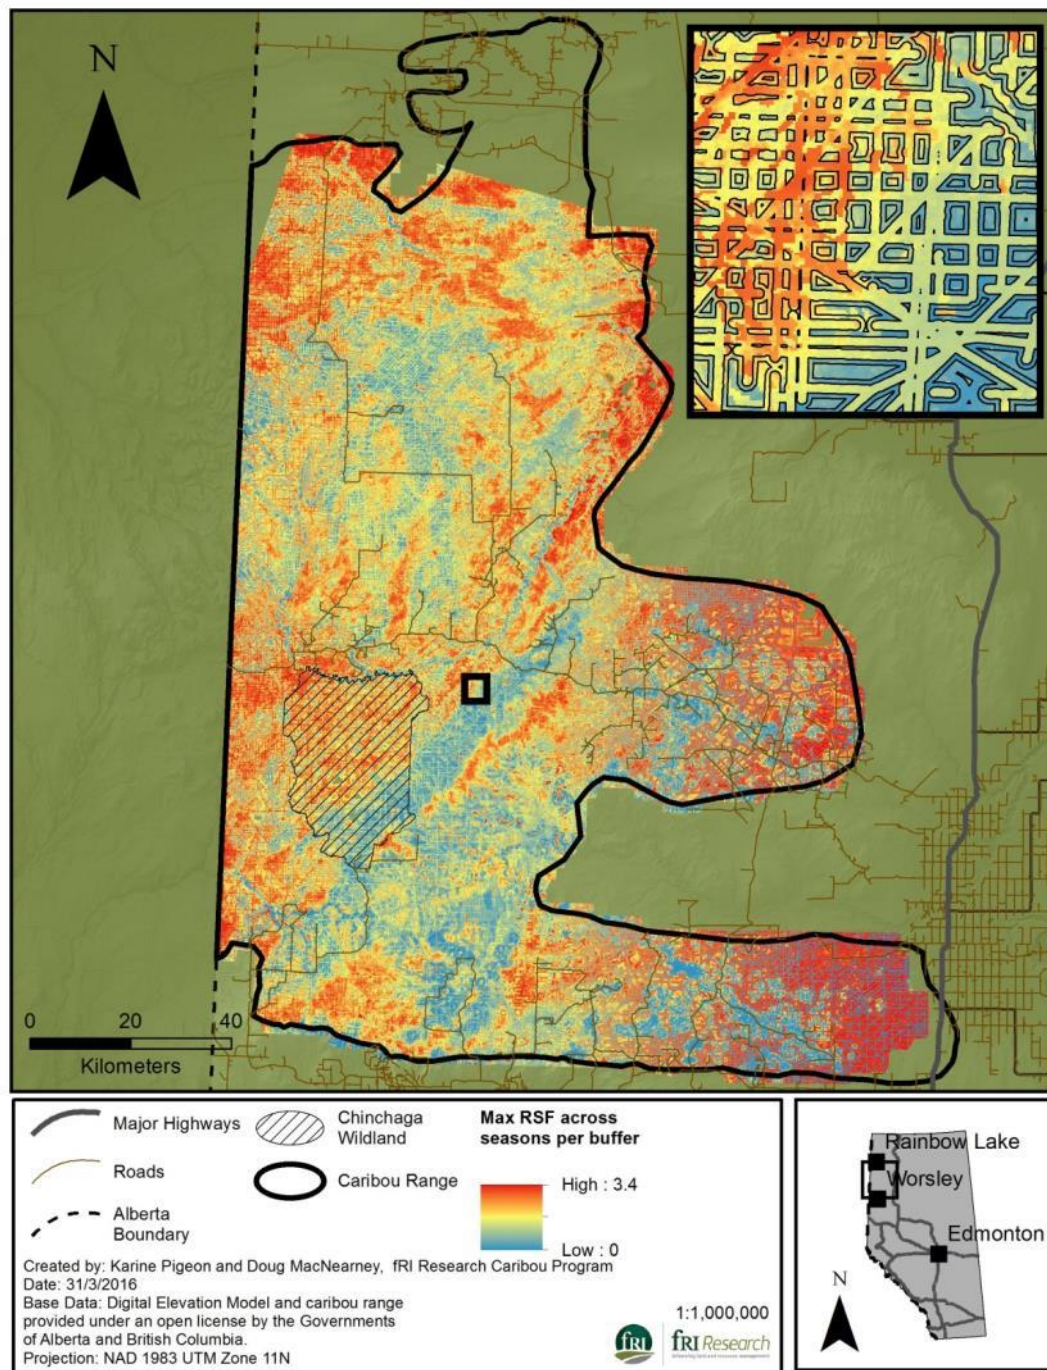 N
0 20 40
Kilometers
Major Highways
Roads
Alberta
Boundary
Chinchaga
Wildland
Caribou Range
Max RSF across
seasons per buffer
High : 3.4
Low : 0
Created by: Karine Pigeon and Doug MacNearney, fRI Research Caribou Program
Date: 31/3/2016
Base Data: Digital Elevation Model and caribou range
provided under an open license by the Governments
of Alberta and British Columbia.
Projection: NAD 1983 UTM Zone 11N
1:1,000,000
fRI
fRI Research
Rainbow Lake
Worsley
Edmonton
N